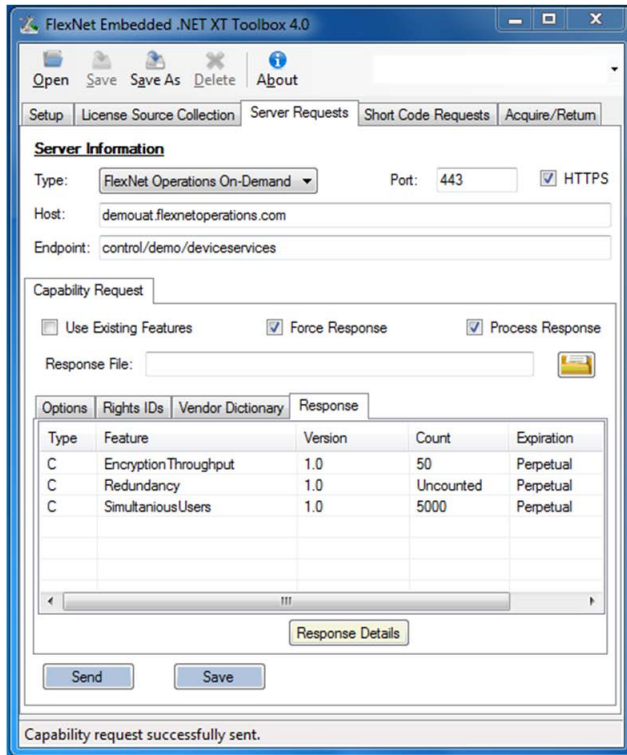 FlexNet Embedded .NET XT Toolbox 4.0
Open Save Save As Delete About
Setup License Source Collection Server Requests Short Code Requests Acquire/Return
Server Information
Type: FlexNet Operations On-Demand Port: 443 HTTPS
Host: demouat.flexnetoperations.com
Endpoint: control/demo/deviceservices
Capability Request
Use Existing Features Force Response Process Response
Response File:
Options Rights IDs Vendor Dictionary Response
Type Feature Version Count Expiration
C EncryptionThroughput 1.0 50 Perpetual
C Redundancy 1.0 Uncounted Perpetual
C SimultaniousUsers 1.0 5000 Perpetual
Response Details
Send Save
Capability request successfully sent.